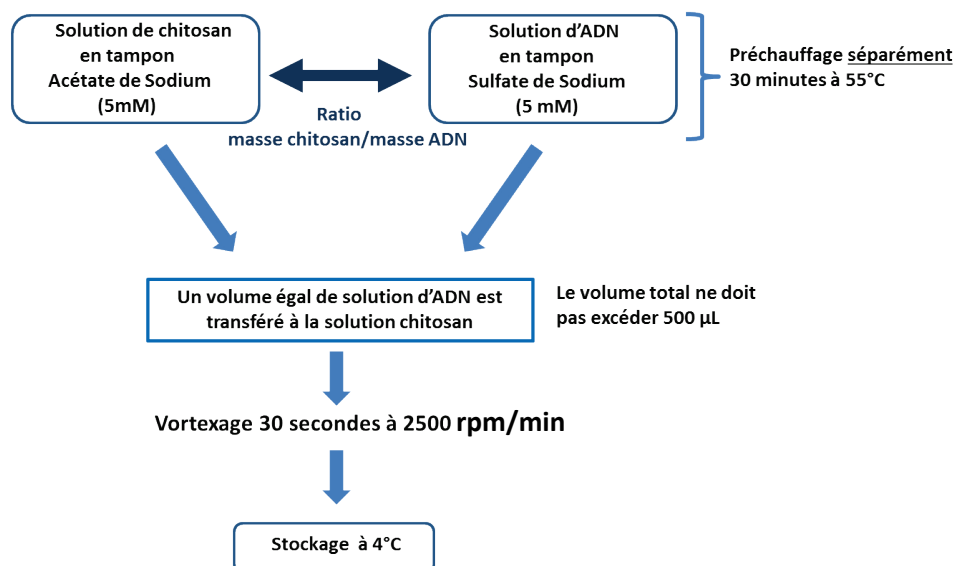 Solution de chitosan
en tampon
Acétate de Sodium
(5mM)
Solution d'ADN
en tampon
Sulfate de Sodium
(5 mM)
Préchauffage séparément
30 minutes à 55°C
Ratio
masse chitosan/masse ADN
Un volume égal de solution d'ADN est
transféré à la solution chitosan
Le volume total ne doit
pas excéder 500 µL
Vortexage 30 secondes à 2500 rpm/min
Stockage à 4°C